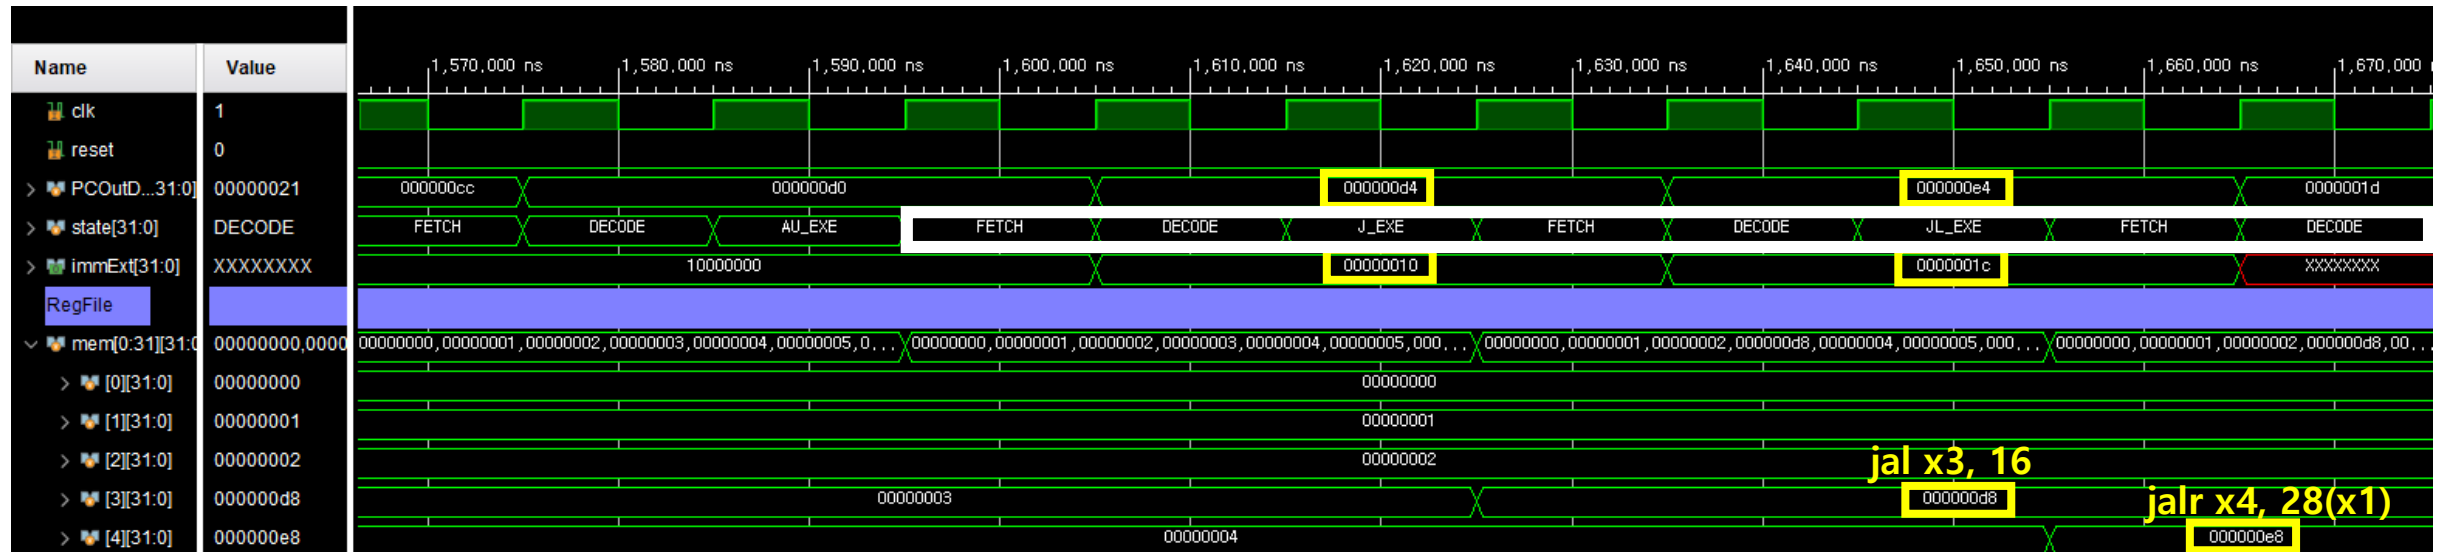 Name Value
1,570,000 ns 1,580,000 ns 1,590,000 ns 1,600,000 ns 1,610,000 ns 1,620,000 ns 1,630,000 ns 1,640,000 ns 1,650,000 ns 1,660,000 ns 1,670,000
clk 1
reset 0
PCOutD...31:0] 00000021 000000cc 000000d0 000000d4 000000e4 0000001d
state[31:0] DECODE FETCH DECODE AU_EXE FETCH DECODE J_EXE FETCH DECODE JL_EXE FETCH DECODE
immExt[31:0] XXXXXXXX 10000000 00000010 0000001c XXXXXXXX
RegFile
mem[0:31][31:0 00000000,0000 00000000,00000001,00000002,00000003,00000004,00000005,0... 00000000,00000001,00000002,00000003,00000004,00000005,000... 00000000,00000001,00000002,000000d8,00000004,00000005,000... 00000000,00000001,00000002,000000d8,00...
[0][31:0] 00000000 00000000
[1][31:0] 00000001 00000001
[2][31:0] 00000002 00000002
jal x3, 16
[3][31:0] 000000d8 00000003 000000d8
jalr x4, 28(x1)
[4][31:0] 000000e8 00000004 000000e8